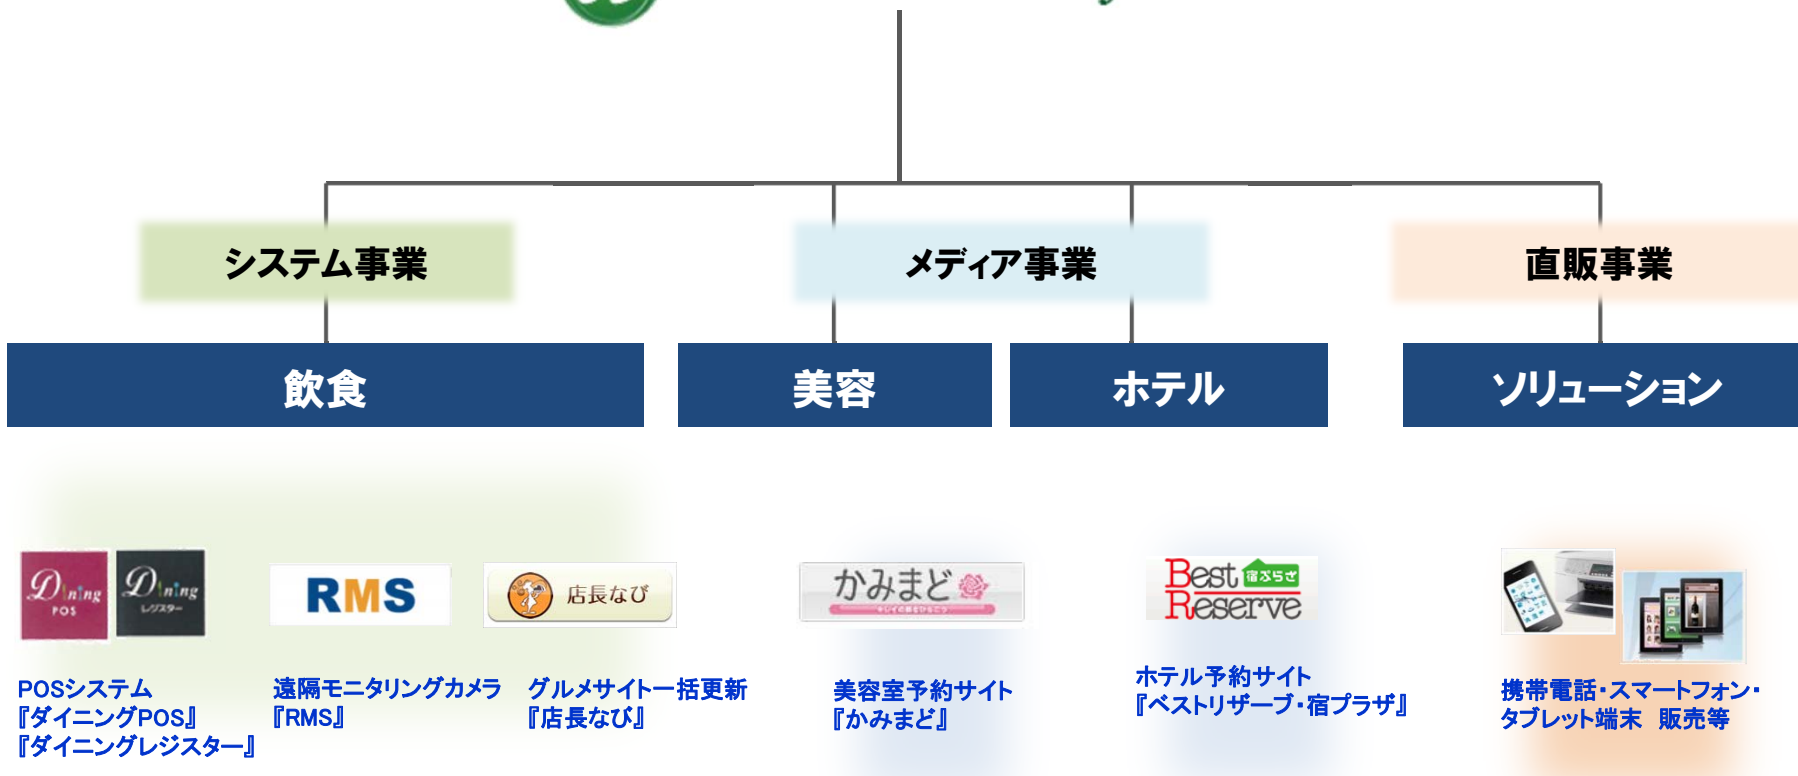 システム事業
メディア事業
直販事業
飲食
美容
ホテル
ソリューション
Dining
POS
Dining
レジスター
RMS
店長なび
かみまど
Best 宿ぷらざ
Reserve
POSシステム
『ダイニングPOS』
『ダイニングレジスター』
遠隔モニタリングカメラ
『RMS』
グルメサイト一括更新
『店長なび』
美容室予約サイト
『かみまど』
ホテル予約サイト
『ベストリザーブ・宿プラザ』
携帯電話・スマートフォン・
タブレット端末　販売等